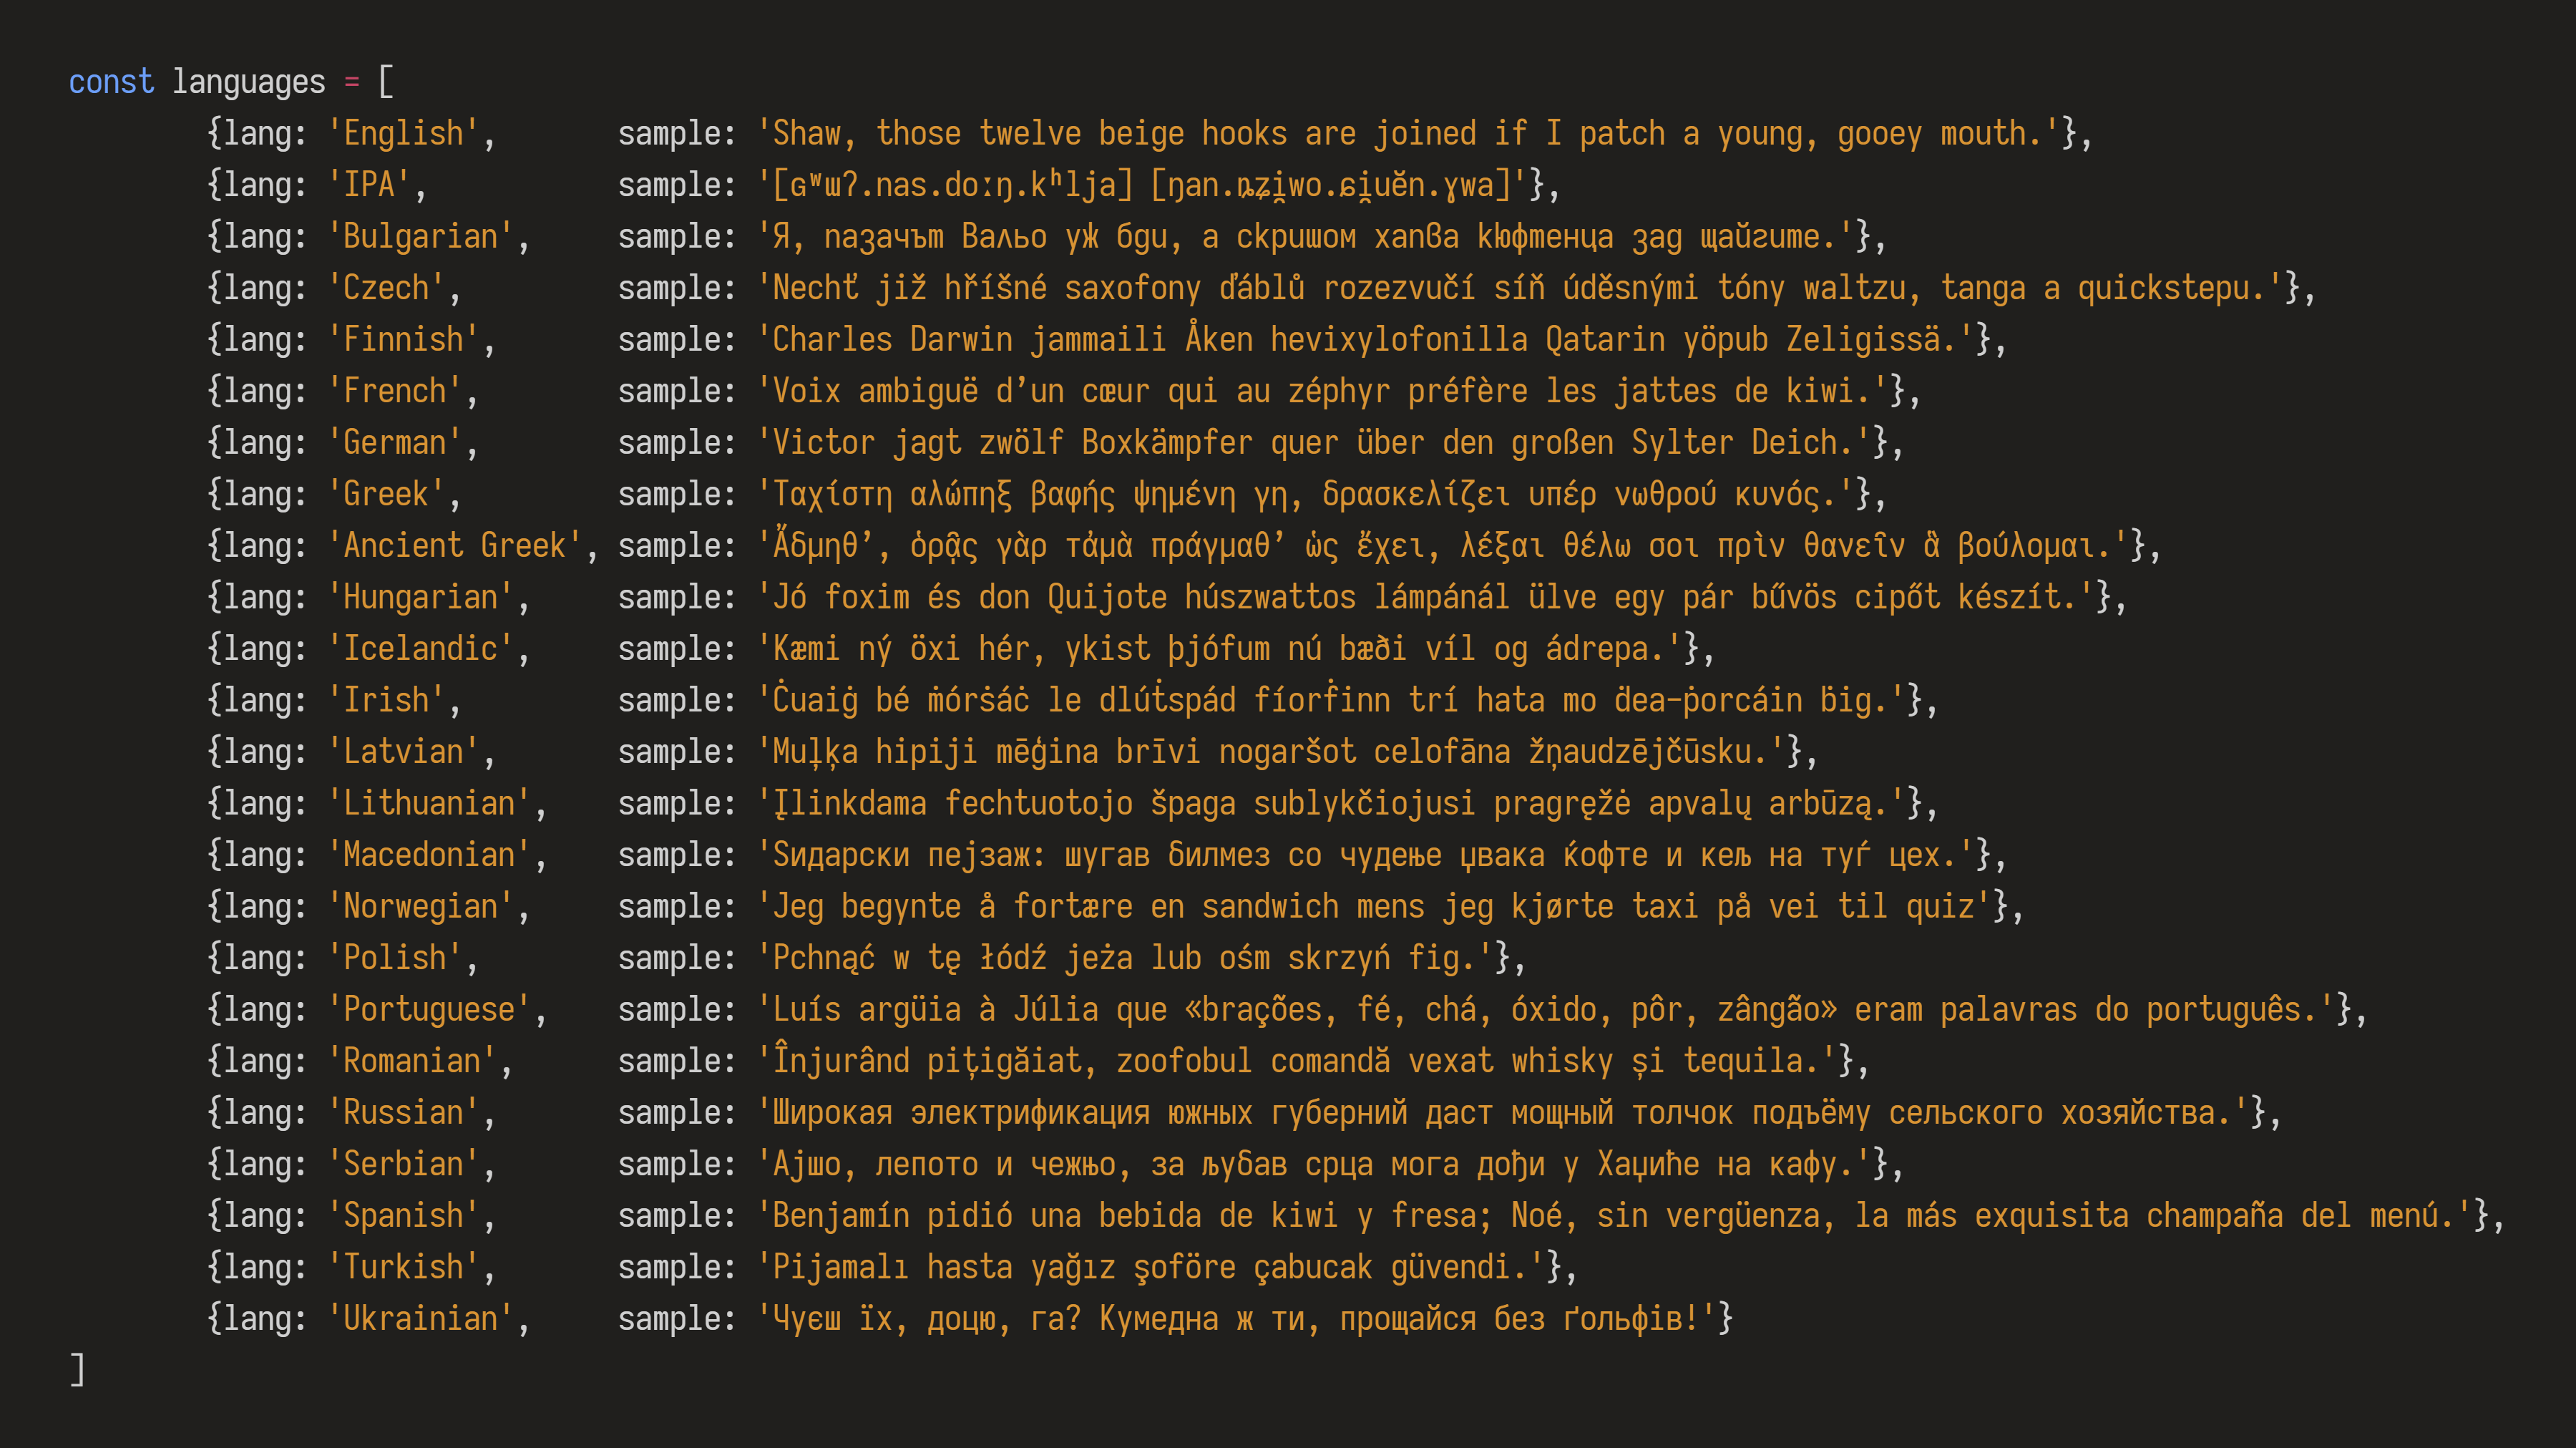 const languages = [
{lang: 'English', sample: 'Shaw, those twelve beige hooks are joined if I patch a young, gooey mouth.'},
{lang: 'IPA', sample: '[ɢʷɯʔ.nas.doːŋ.kʰlja] [ŋan.ȵʑi̯wo.ɕi̯uĕn.ɣwa]'},
{lang: 'Bulgarian', sample: 'Я, пазачът Вальо уж бди, а скришом хапва кюфтенца зад щайгите.'},
{lang: 'Czech', sample: 'Nechť již hříšné saxofony ďáblů rozezvučí síň úděsnými tóny waltzu, tanga a quickstepu.'},
{lang: 'Finnish', sample: 'Charles Darwin jammaili Åken hevixylofonilla Qatarin yöpub Zeligissä.'},
{lang: 'French', sample: 'Voix ambiguë d’un cœur qui au zéphyr préfère les jattes de kiwi.'},
{lang: 'German', sample: 'Victor jagt zwölf Boxkämpfer quer über den großen Sylter Deich.'},
{lang: 'Greek', sample: 'Ταχίστη αλώπηξ βαφής ψημένη γη, δρασκελίζει υπέρ νωθρού κυνός.'},
{lang: 'Ancient Greek', sample: 'Ἄδμηθ’, ὁρᾷς γὰρ τἀμὰ πράγμαθ’ ὡς ἔχει, λέξαι θέλω σοι πρὶν θανεῖν ἃ βούλομαι.'},
{lang: 'Hungarian', sample: 'Jó foxim és don Quijote húszwattos lámpánál ülve egy pár bűvös cipőt készít.'},
{lang: 'Icelandic', sample: 'Kæmi ný öxi hér, ykist þjófum nú bæði víl og ádrepa.'},
{lang: 'Irish', sample: 'Ċuaiġ bé ṁórṡáċ le dlúṫspád fíorḟinn trí hata mo ḋea-ṗorcáin ḃig.'},
{lang: 'Latvian', sample: 'Muļķa hipiji mēģina brīvi nogaršot celofāna žņaudzējčūsku.'},
{lang: 'Lithuanian', sample: 'Įlinkdama fechtuotojo špaga sublykčiojusi pragręžė apvalų arbūzą.'},
{lang: 'Macedonian', sample: 'Ѕидарски пејзаж: шугав билмез со чудење џвака ќофте и кељ на туѓ цех.'},
{lang: 'Norwegian', sample: 'Jeg begynte å fortære en sandwich mens jeg kjørte taxi på vei til quiz'},
{lang: 'Polish', sample: 'Pchnąć w tę łódź jeża lub ośm skrzyń fig.'},
{lang: 'Portuguese', sample: 'Luís argüia à Júlia que «brações, fé, chá, óxido, pôr, zângão» eram palavras do português.'},
{lang: 'Romanian', sample: 'Înjurând pițigăiat, zoofobul comandă vexat whisky și tequila.'},
{lang: 'Russian', sample: 'Широкая электрификация южных губерний даст мощный толчок подъёму сельского хозяйства.'},
{lang: 'Serbian', sample: 'Ајшо, лепото и чежњо, за љубав срца мога дођи у Хаџиће на кафу.'},
{lang: 'Spanish', sample: 'Benjamín pidió una bebida de kiwi y fresa; Noé, sin vergüenza, la más exquisita champaña del menú.'},
{lang: 'Turkish', sample: 'Pijamalı hasta yağız şoföre çabucak güvendi.'},
{lang: 'Ukrainian', sample: 'Чуєш їх, доцю, га? Кумедна ж ти, прощайся без ґольфів!'}
]